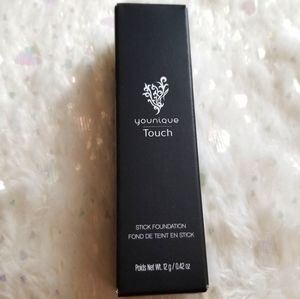 younique
Touch
STICK FOUNDATION
FOND DE TEINT EN STICK
Poids Net Wt. 12 g / 0.42 oz